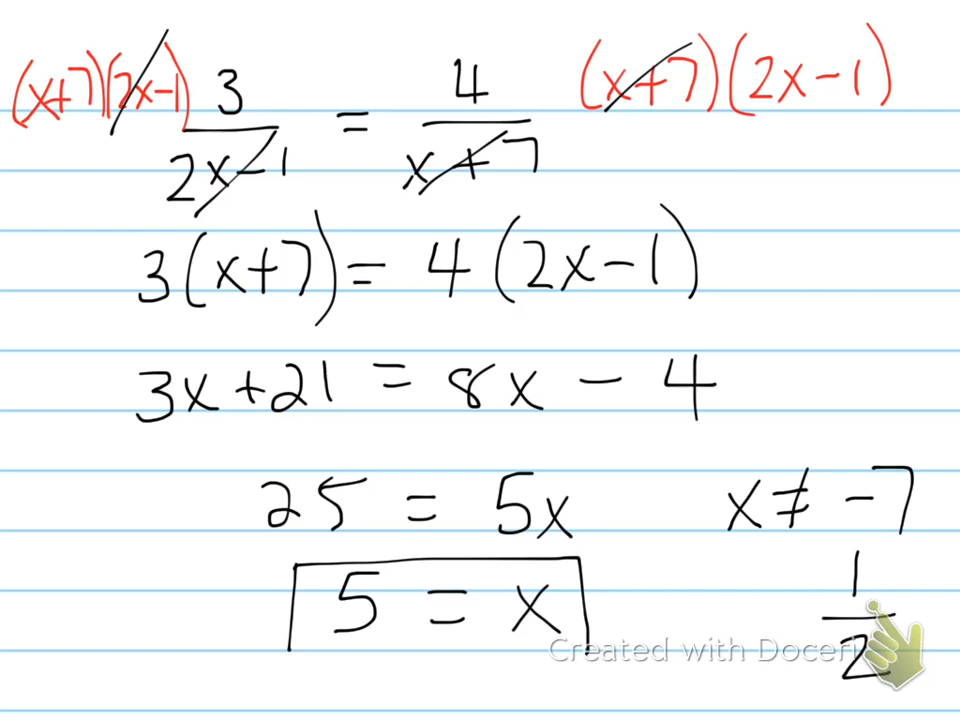 (x+7)(2x-1) 3/(2x-1) = 4/(x+7) (x+7)(2x-1)
3(x+7) = 4(2x-1)
3x+21 = 8x - 4
25 = 5x x ≠ -7
5 = x 1/2
Created with Doceri